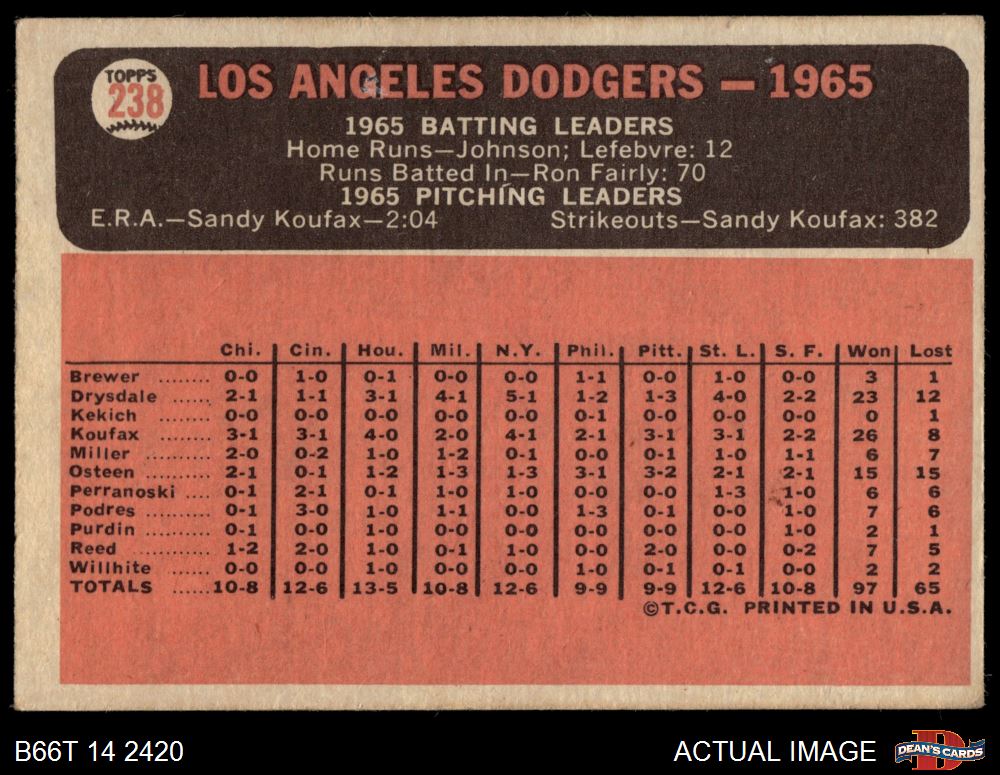 TOPPS
238
LOS ANGELES DODGERS — 1965
1965 BATTING LEADERS
Home Runs—Johnson; Lefebvre: 12
Runs Batted In—Ron Fairly: 70
1965 PITCHING LEADERS
E.R.A.—Sandy Koufax—2:04 Strikeouts—Sandy Koufax: 382
Chi. Cin. Hou. Mil. N.Y. Phil. Pitt. St. L. S. F. Won Lost
Brewer ........ 0-0 1-0 0-1 0-0 0-0 1-1 0-0 1-0 0-0 3 1
Drysdale ...... 2-1 1-1 3-1 4-1 5-1 1-2 1-3 4-0 2-2 23 12
Kekich ........ 0-0 0-0 0-0 0-0 0-0 0-1 0-0 0-0 0-0 0 1
Koufax ........ 3-1 3-1 4-0 2-0 4-1 2-1 3-1 3-1 2-2 26 8
Miller .......... 2-0 0-2 1-0 1-2 0-1 0-0 0-1 1-0 1-1 6 7
Osteen ........ 2-1 0-1 1-2 1-3 1-3 3-1 3-2 2-1 2-1 15 15
Perranoski .... 0-1 2-1 0-1 1-0 1-0 0-0 0-0 1-3 1-0 6 6
Podres ........ 0-1 3-0 1-0 1-1 0-0 1-3 0-1 0-0 1-0 7 6
Purdin ........ 0-1 0-0 1-0 0-0 0-0 0-0 0-0 0-0 1-0 2 1
Reed .......... 1-2 2-0 1-0 0-1 1-0 0-0 2-0 0-0 0-2 7 5
Willhite ...... 0-0 0-0 1-0 0-0 0-0 1-0 0-1 0-1 0-0 2 2
TOTALS ...... 10-8 12-6 13-5 10-8 12-6 9-9 9-9 12-6 10-8 97 65
©T.C.G. PRINTED IN U.S.A.
B66T 14 2420 ACTUAL IMAGE DEAN'S CARDS